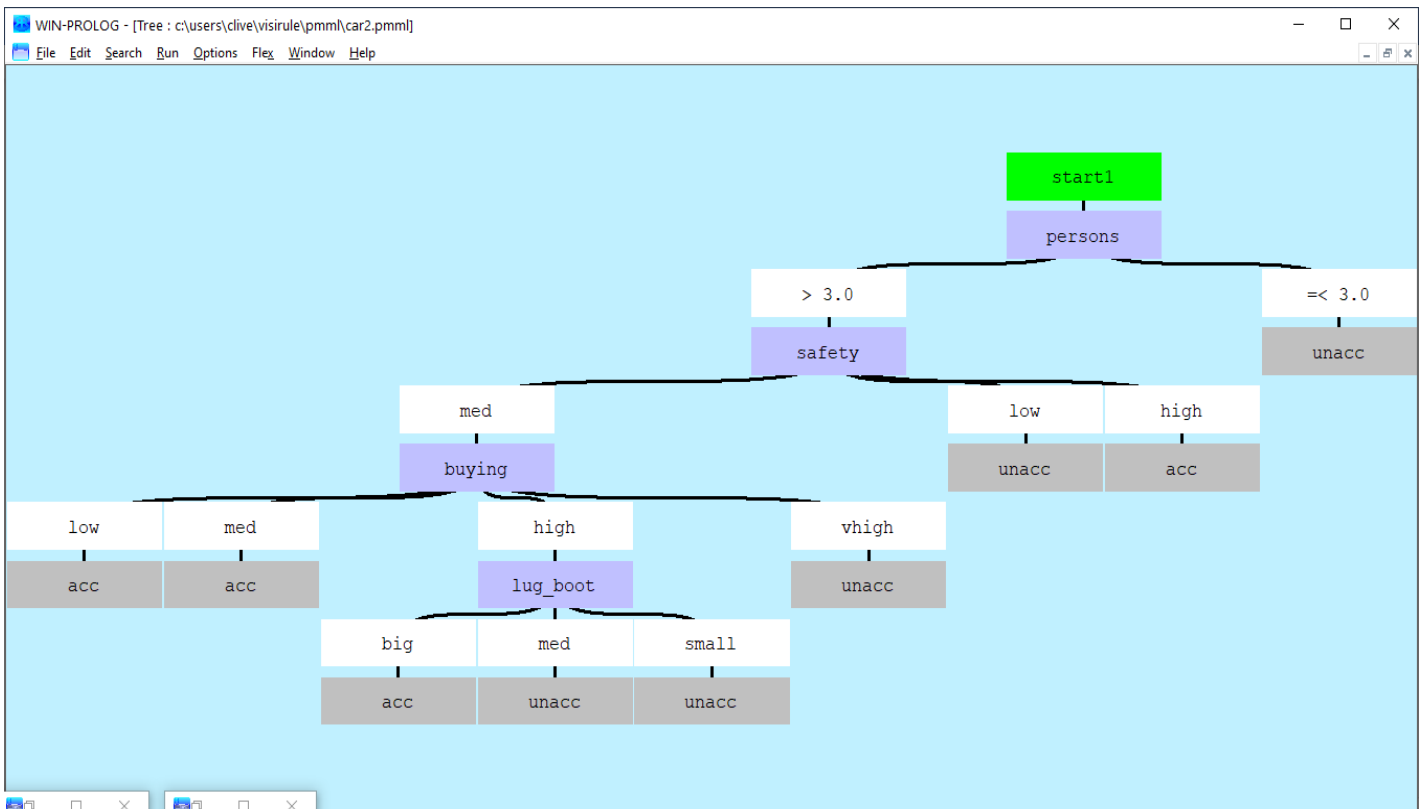 WIN-PROLOG - [Tree : c:\users\clive\visirule\pmml\car2.pmml]
File Edit Search Run Options Flex Window Help
start1
persons
> 3.0 =< 3.0
safety unacc
med low high
buying unacc acc
low med high vhigh
acc acc lug_boot unacc
big med small
acc unacc unacc